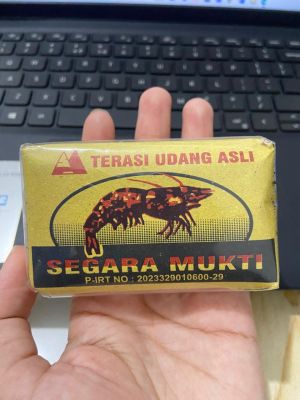 TERASI UDANG ASLI
SEGARA MUKTI
P-IRT NO : 2023329010600-29